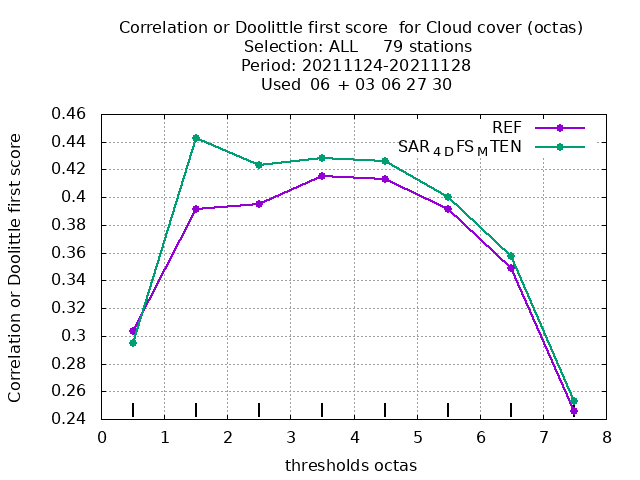 Correlation or Doolittle first score  for Cloud cover (octas)
Selection: ALL     79 stations
Period: 20211124-20211128
Used  06  + 03 06 27 30
REF
SAR4DFSMTEN
Correlation or Doolittle first score
0.46
0.44
0.42
0.4
0.38
0.36
0.34
0.32
0.3
0.28
0.26
0.24
0 1 2 3 4 5 6 7 8
thresholds octas